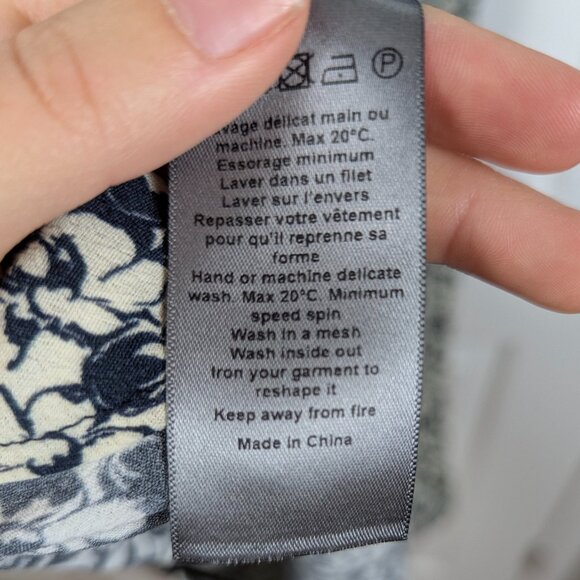 P
délicat main ou
machine. Max 20°C.
Essorage minimum
Laver dans un filet
Laver sur l'envers
Repasser votre vêtement
pour qu'il reprenne sa
forme
Hand or machine delicate
wash. Max 20°C. Minimum
speed spin
Wash in a mesh
Wash inside out
Iron your garment to
reshape it
Keep away from fire
Made in China